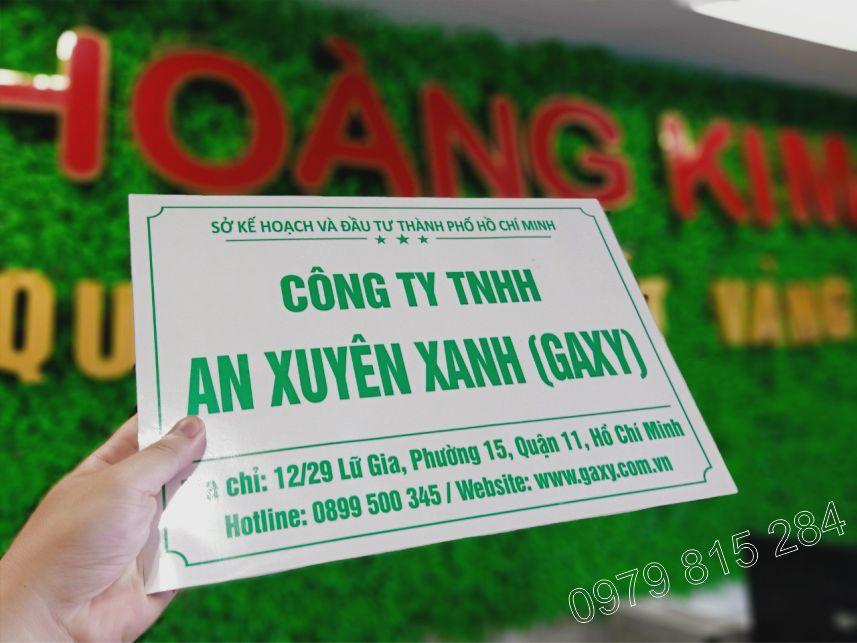 HOÀNG KIM
SỞ KẾ HOẠCH VÀ ĐẦU TƯ THÀNH PHỐ HỒ CHÍ MINH
CÔNG TY TNHH
AN XUYÊN XANH (GAXY)
chỉ: 12/29 Lữ Gia, Phường 15, Quận 11, Hồ Chí Minh
Hotline: 0899 500 345 / Website: www.gaxy.com.vn
VÀNG
0979 815 284